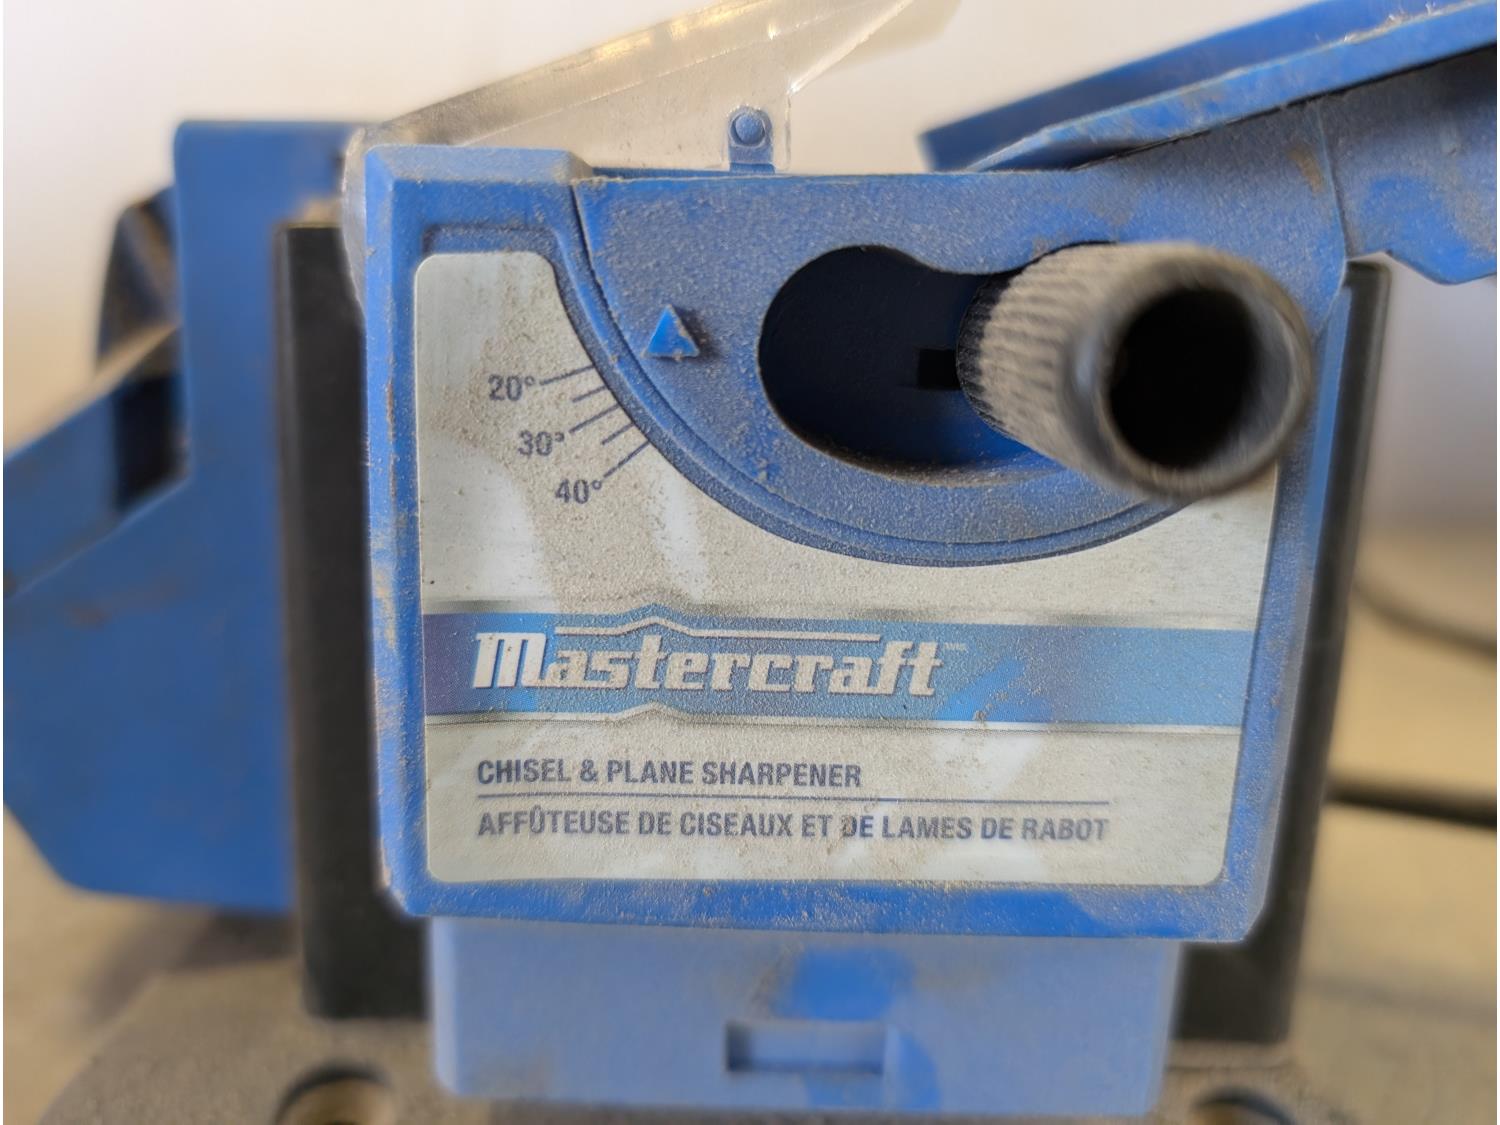 20°
30°
40°
Mastercraft
CHISEL & PLANE SHARPENER
AFFÛTEUSE DE CISEAUX ET DE LAMES DE RABOT